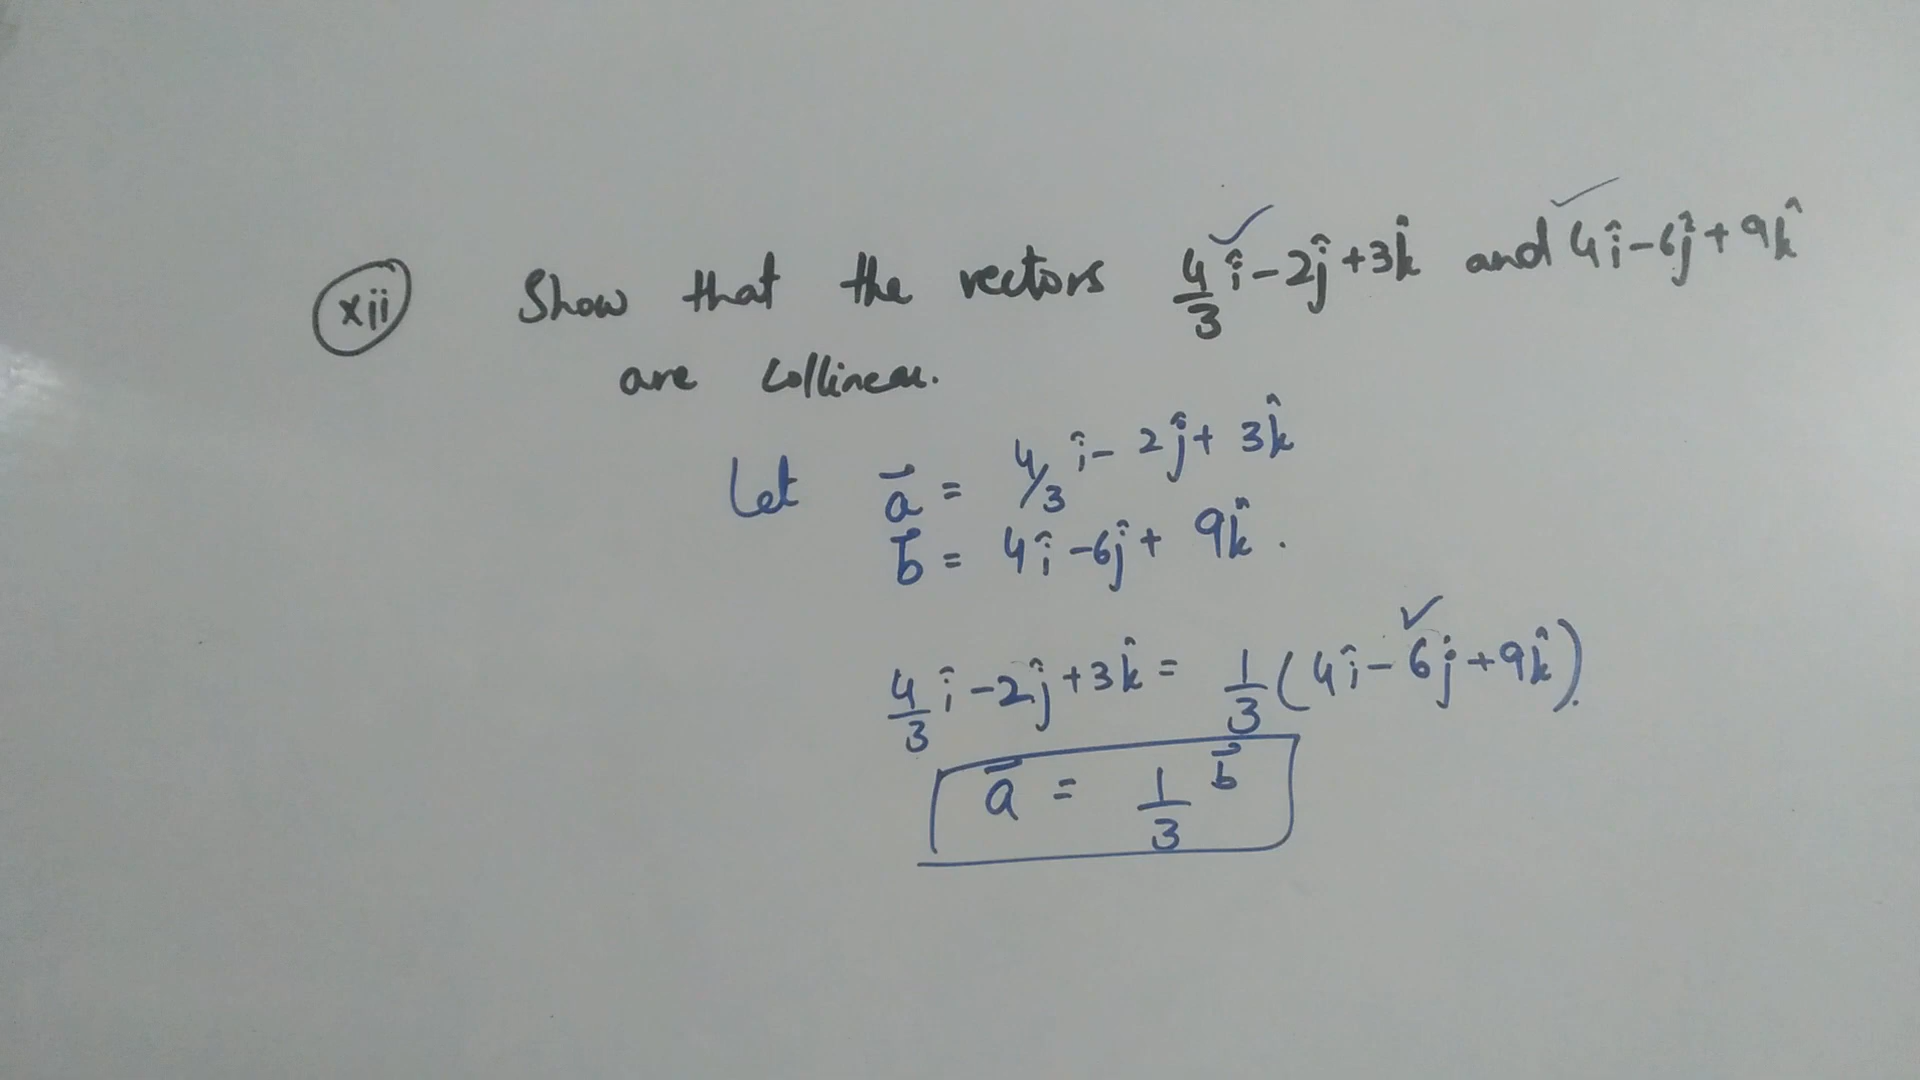 xii Show that the vectors 4/3 î - 2ĵ + 3k̂ and 4î - 6ĵ + 9k̂
are collinear.
Let a⃗ = 4/3 î - 2ĵ + 3k̂
b⃗ = 4î - 6ĵ + 9k̂.
4/3 î - 2ĵ + 3k̂ = 1/3 (4î - 6ĵ + 9k̂).
a⃗ = 1/3 b⃗